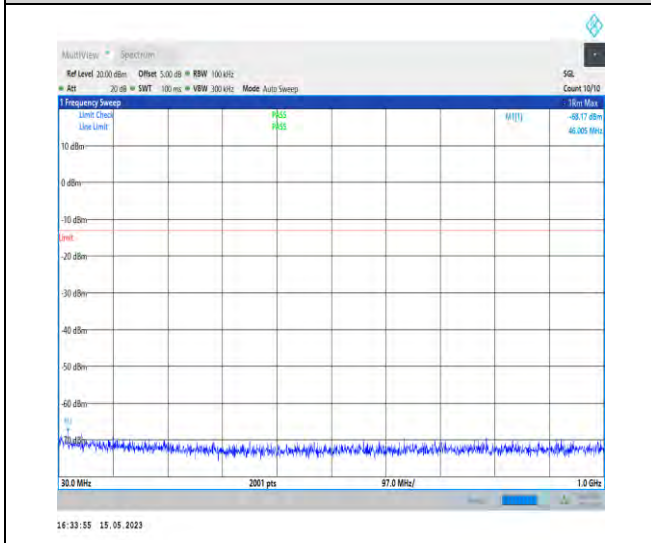 MultiView Spectrum
Ref Level 20.00 dBm Offset 5.00 dB RBW 100 kHz SGL
Att 20 dB SWT 100 ms VBW 300 kHz Mode Auto Sweep Count 10/10
1 Frequency Sweep 1Rm Max
Limit Check PASS M1[1] -68.17 dBm
Line Limit PASS 46.005 MHz
10 dBm
0 dBm
-10 dBm
Limit
-20 dBm
-30 dBm
-40 dBm
-50 dBm
-60 dBm
M1
-70 dBm
30.0 MHz 2001 pts 97.0 MHz/ 1.0 GHz
16:33:55 15.05.2023